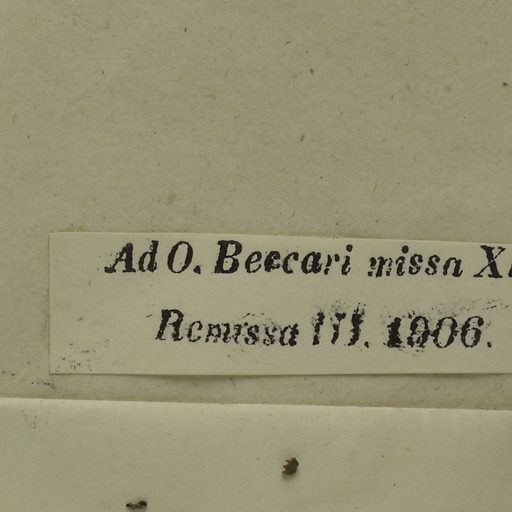 Ad O. Beccari missa
Remissa III. 1906.